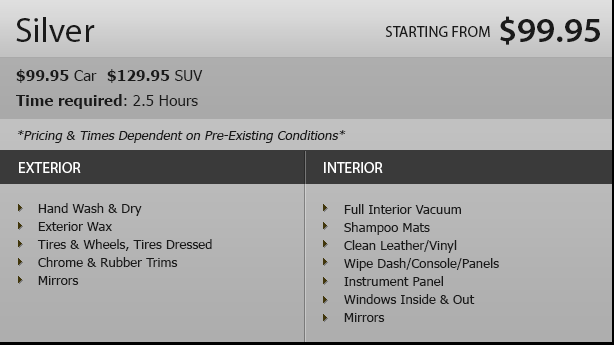 Silver
STARTING FROM $99.95
$99.95 Car $129.95 SUV
Time required: 2.5 Hours
*Pricing & Times Dependent on Pre-Existing Conditions*
EXTERIOR
Hand Wash & Dry
Exterior Wax
Tires & Wheels, Tires Dressed
Chrome & Rubber Trims
Mirrors
INTERIOR
Full Interior Vacuum
Shampoo Mats
Clean Leather/Vinyl
Wipe Dash/Console/Panels
Instrument Panel
Windows Inside & Out
Mirrors